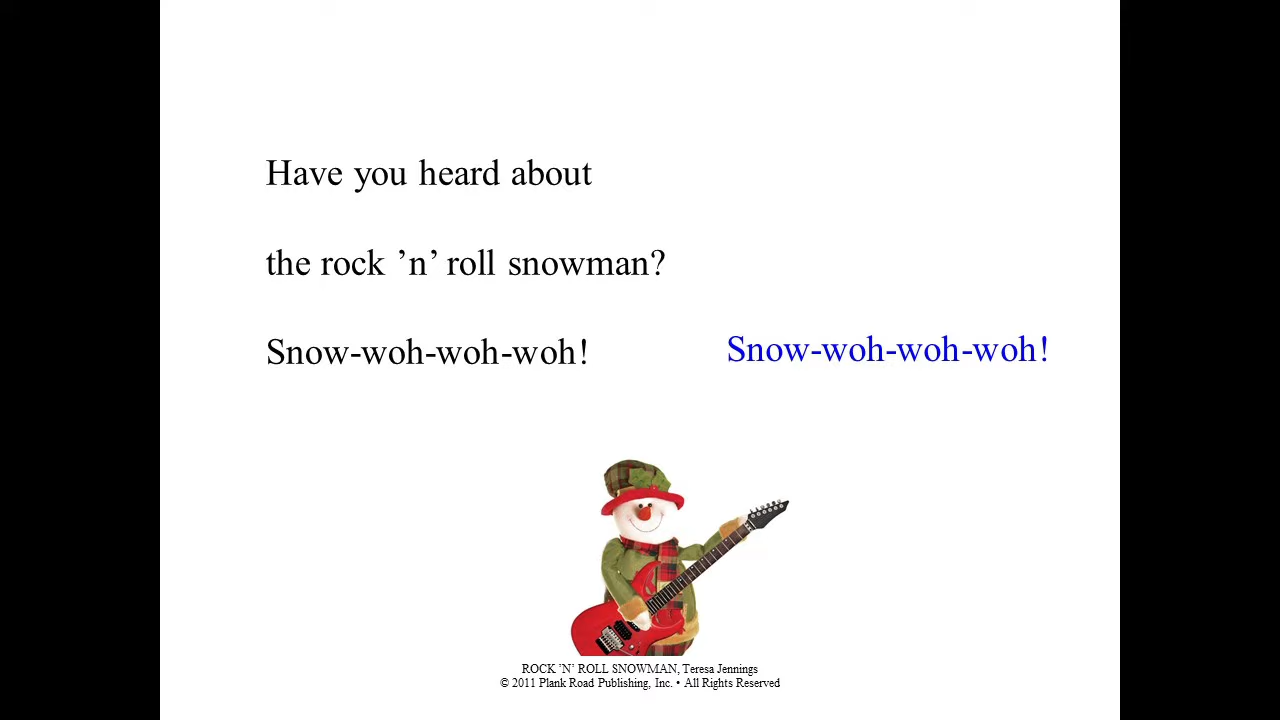 Have you heard about
the rock ’n’ roll snowman?
Snow-woh-woh-woh! Snow-woh-woh-woh!
ROCK ’N’ ROLL SNOWMAN, Teresa Jennings
© 2011 Plank Road Publishing, Inc. • All Rights Reserved